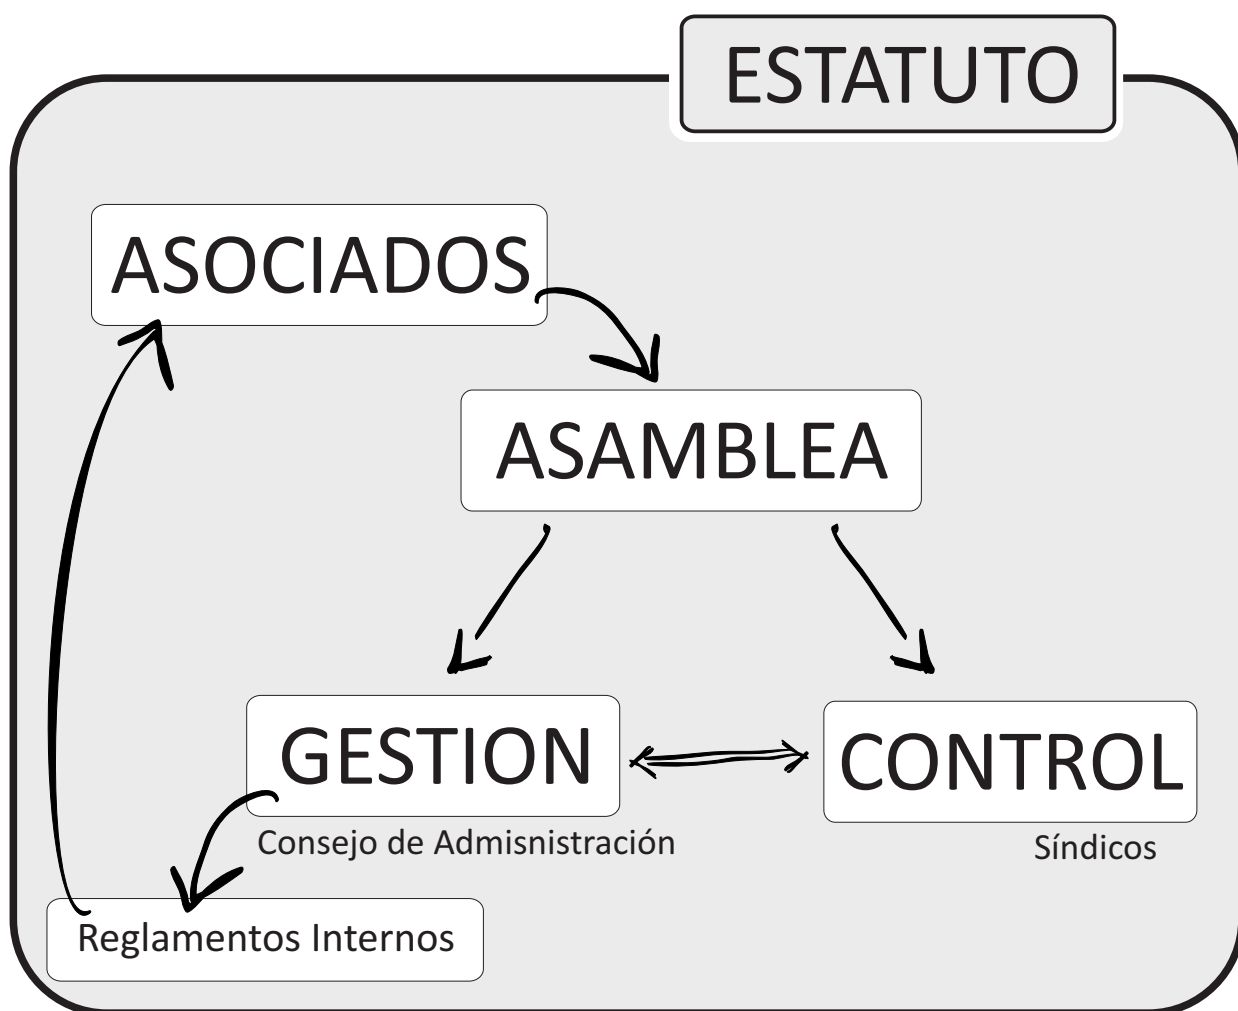 ESTATUTO
ASOCIADOS
ASAMBLEA
GESTION
Consejo de Admisnistración
CONTROL
Síndicos
Reglamentos Internos